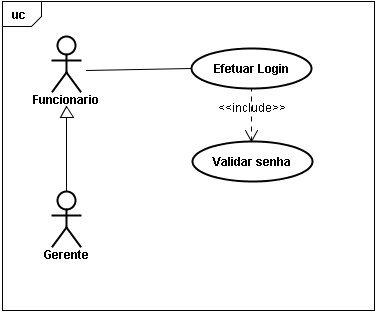 uc
Funcionario
Efetuar Login
<<include>>
Validar senha
Gerente